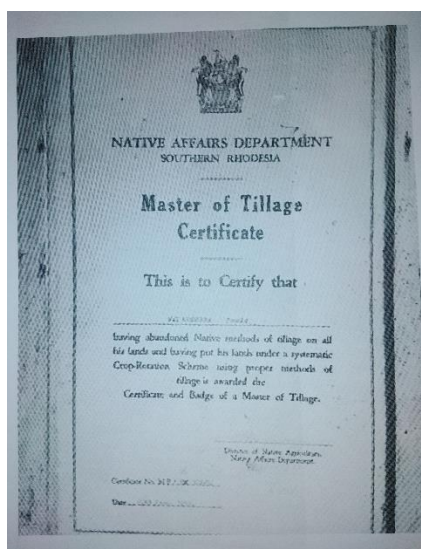 NATIVE AFFAIRS DEPARTMENT
SOUTHERN RHODESIA
Master of Tillage
Certificate
This is to Certify that
having abandoned Native methods of tillage on all
his lands and having put his lands under a systematic
Crop-Rotation Scheme using proper methods of
tillage is awarded the
Certificate and Badge of a Master of Tillage.
Director of Native Agriculture,
Native Affairs Department.
Certificate No. M.T.
Date